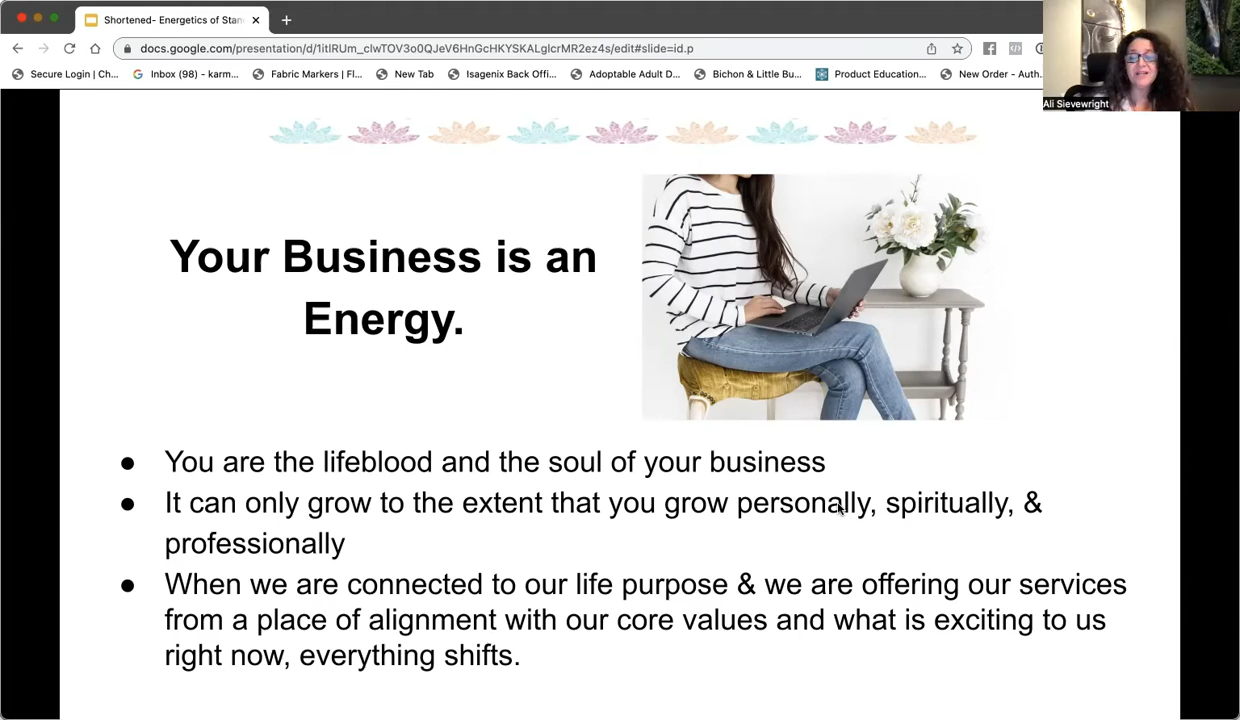 Shortened- Energetics of Stan
docs.google.com/presentation/d/1itlRUm_clwTOV3o0QJeV6HnGcHKYSKALglcrMR2ez4s/edit#slide=id.p
Secure Login | Ch... Inbox (98) - karm... Fabric Markers | Fl... New Tab Isagenix Back Offi... Adoptable Adult D... Bichon & Little Bu... Product Education... New Order - Auth...
Ali Sievewright
Your Business is an
Energy.
● You are the lifeblood and the soul of your business
● It can only grow to the extent that you grow personally, spiritually, &
professionally
● When we are connected to our life purpose & we are offering our services
from a place of alignment with our core values and what is exciting to us
right now, everything shifts.